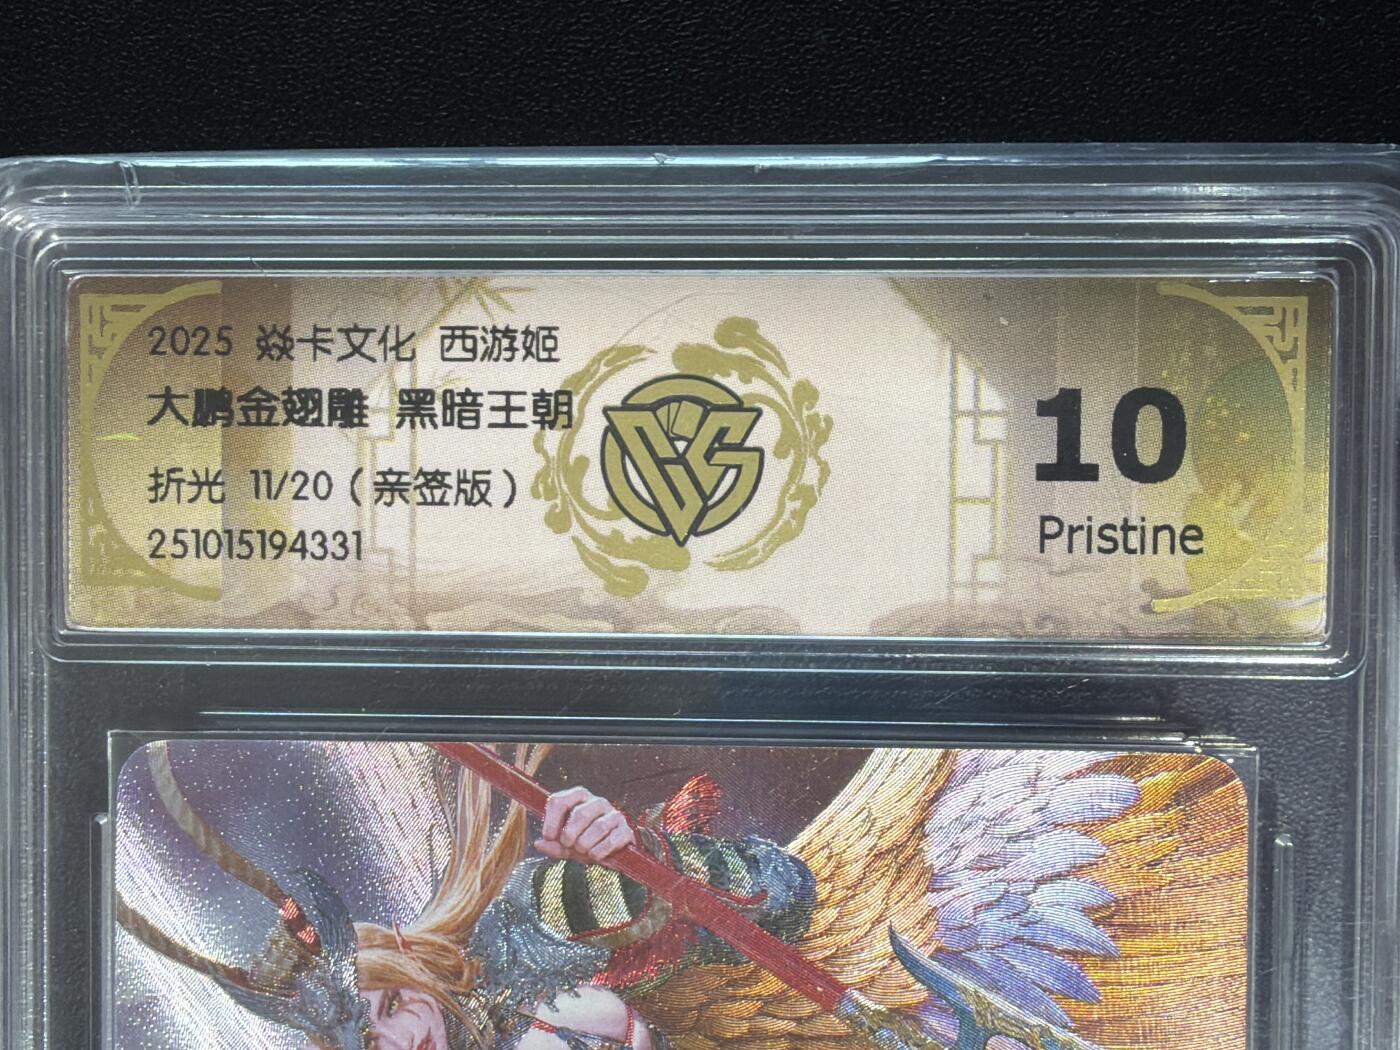 2025 焱卡文化 西游姬
大鹏金翅雕 黑暗王朝
折光 11/20（亲签版）
251015194331
10
Pristine